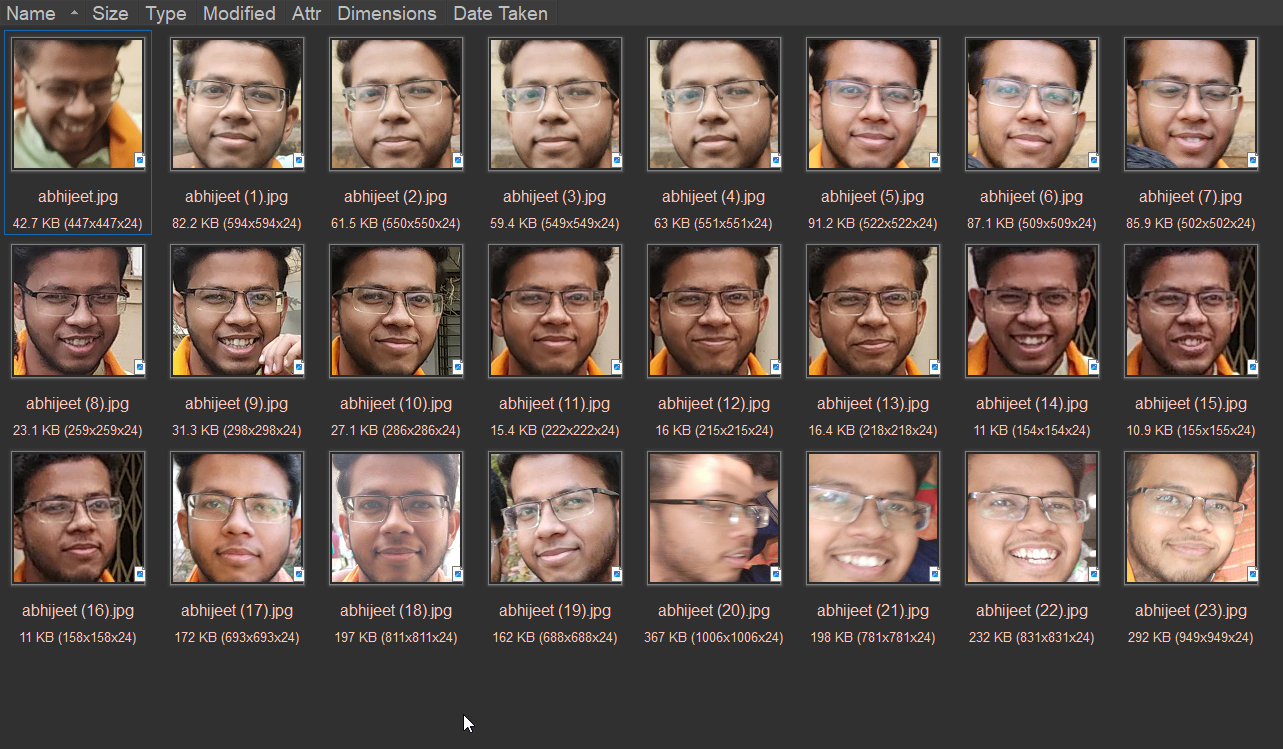 Name Size Type Modified Attr Dimensions Date Taken
abhijeet.jpg abhijeet (1).jpg abhijeet (2).jpg abhijeet (3).jpg abhijeet (4).jpg abhijeet (5).jpg abhijeet (6).jpg abhijeet (7).jpg
42.7 KB (447x447x24) 82.2 KB (594x594x24) 61.5 KB (550x550x24) 59.4 KB (549x549x24) 63 KB (551x551x24) 91.2 KB (522x522x24) 87.1 KB (509x509x24) 85.9 KB (502x502x24)
abhijeet (8).jpg abhijeet (9).jpg abhijeet (10).jpg abhijeet (11).jpg abhijeet (12).jpg abhijeet (13).jpg abhijeet (14).jpg abhijeet (15).jpg
23.1 KB (259x259x24) 31.3 KB (298x298x24) 27.1 KB (286x286x24) 15.4 KB (222x222x24) 16 KB (215x215x24) 16.4 KB (218x218x24) 11 KB (154x154x24) 10.9 KB (155x155x24)
abhijeet (16).jpg abhijeet (17).jpg abhijeet (18).jpg abhijeet (19).jpg abhijeet (20).jpg abhijeet (21).jpg abhijeet (22).jpg abhijeet (23).jpg
11 KB (158x158x24) 172 KB (693x693x24) 197 KB (811x811x24) 162 KB (688x688x24) 367 KB (1006x1006x24) 198 KB (781x781x24) 232 KB (831x831x24) 292 KB (949x949x24)